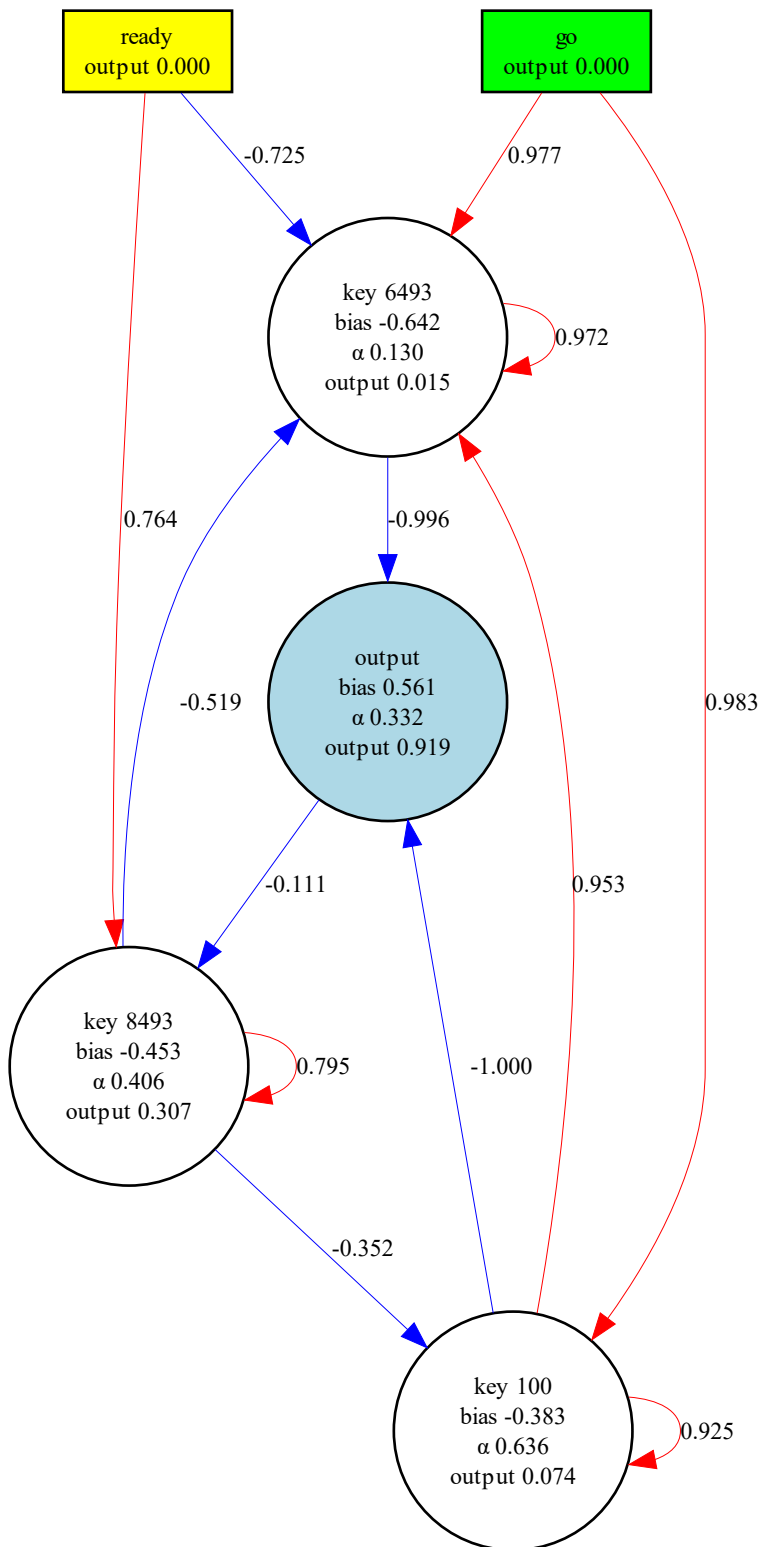 ready
output 0.000
go
output 0.000
-0.725
0.977
key 6493
bias -0.642
α 0.130
output 0.015
0.972
0.764
-0.996
output
bias 0.561
α 0.332
output 0.919
-0.519
0.983
-0.111
0.953
key 8493
bias -0.453
α 0.406
output 0.307
0.795
-1.000
-0.352
key 100
bias -0.383
α 0.636
output 0.074
0.925